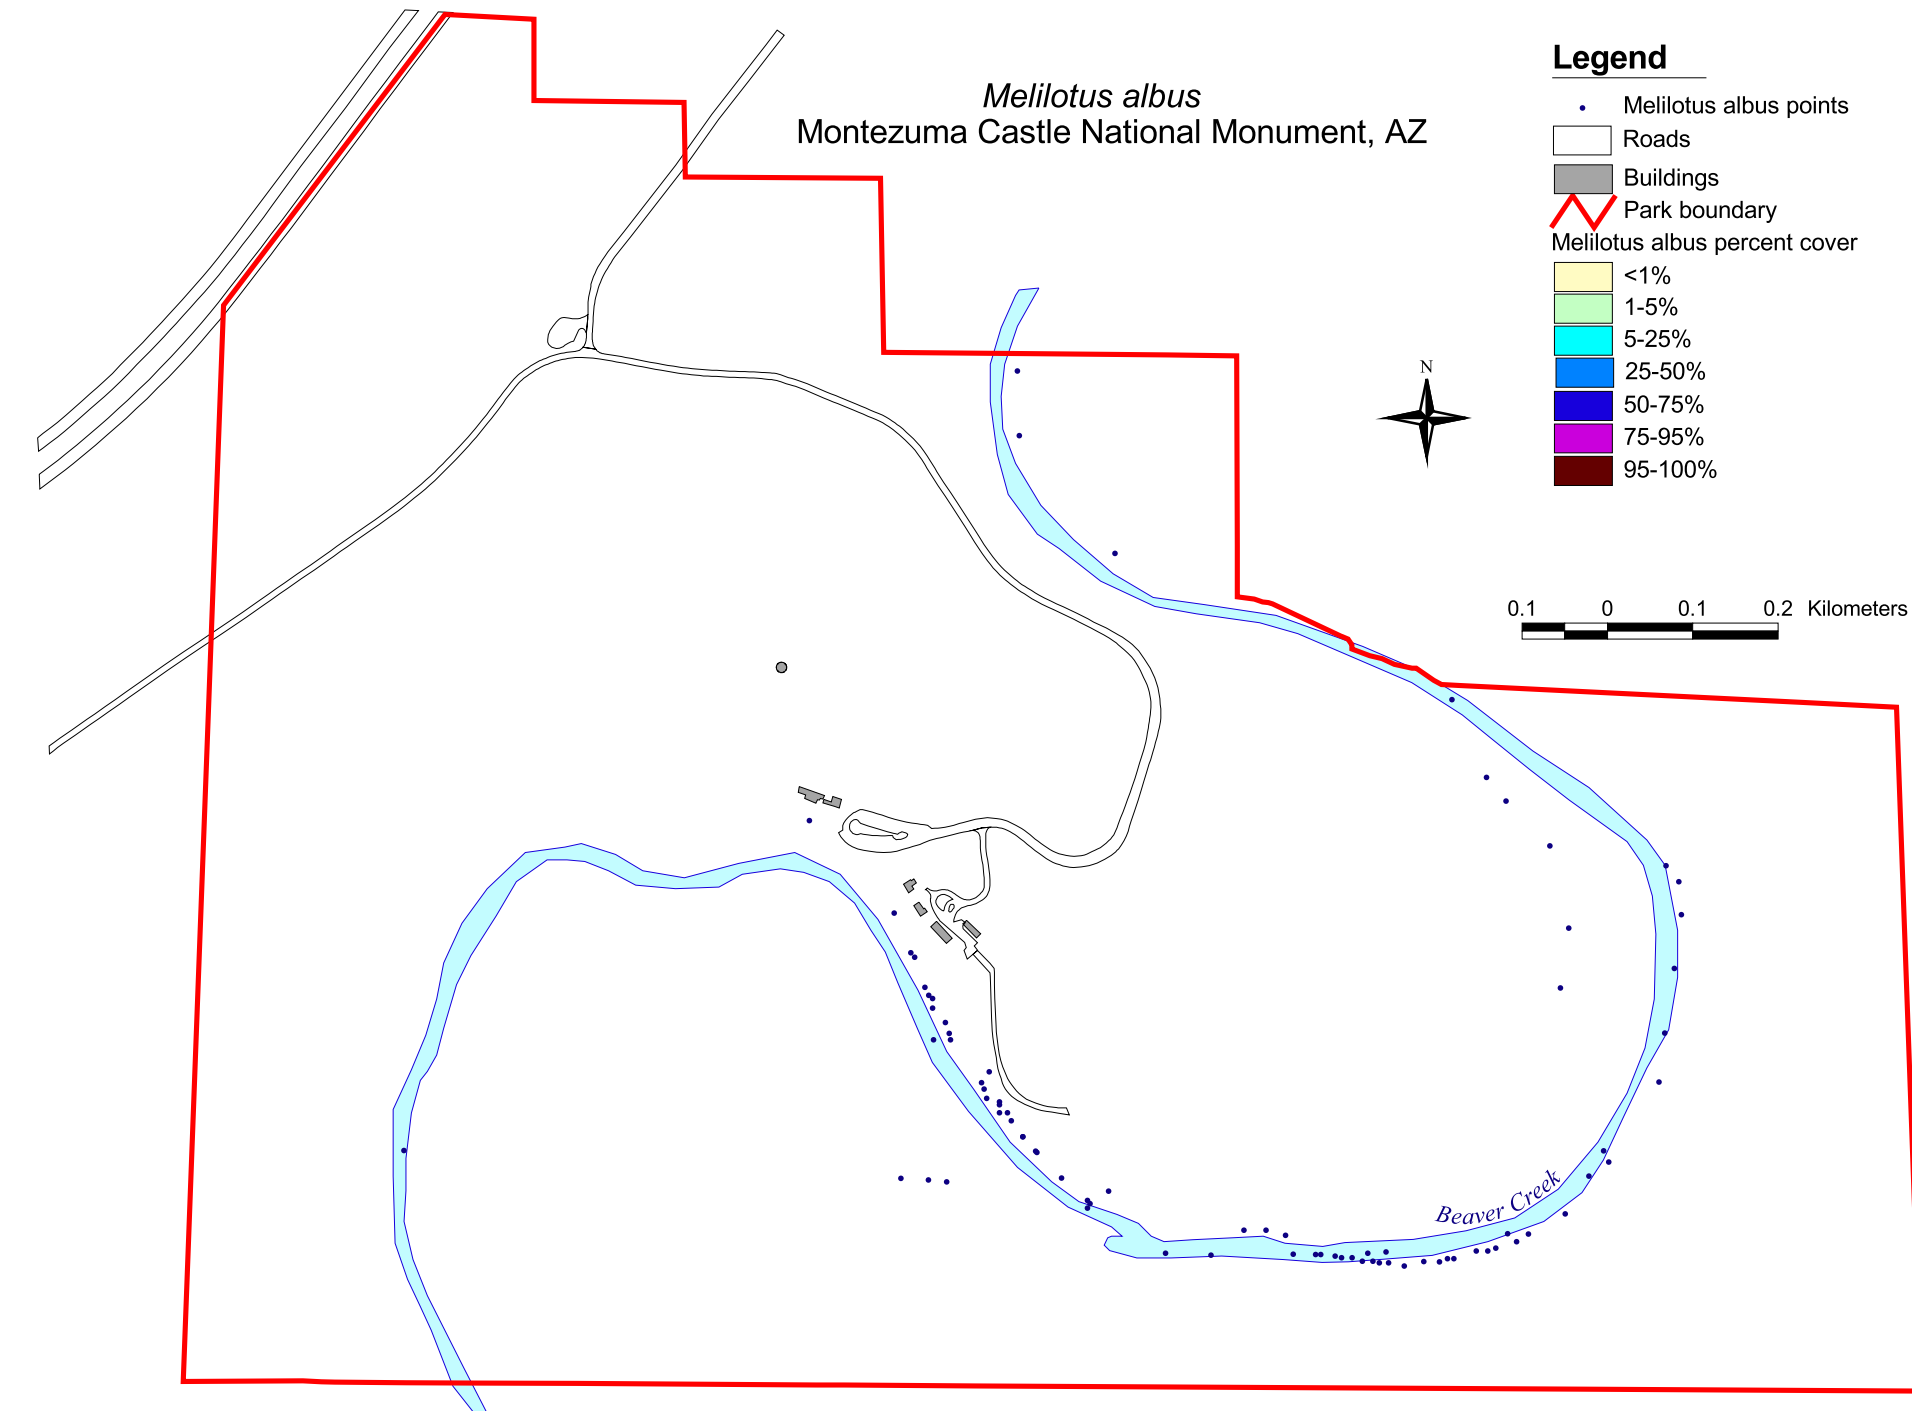 Melilotus albus
Montezuma Castle National Monument, AZ
Legend
Melilotus albus points
Roads
Buildings
Park boundary
Melilotus albus percent cover
<1%
1-5%
5-25%
25-50%
50-75%
75-95%
95-100%
N
0.1 0 0.1 0.2 Kilometers
Beaver Creek